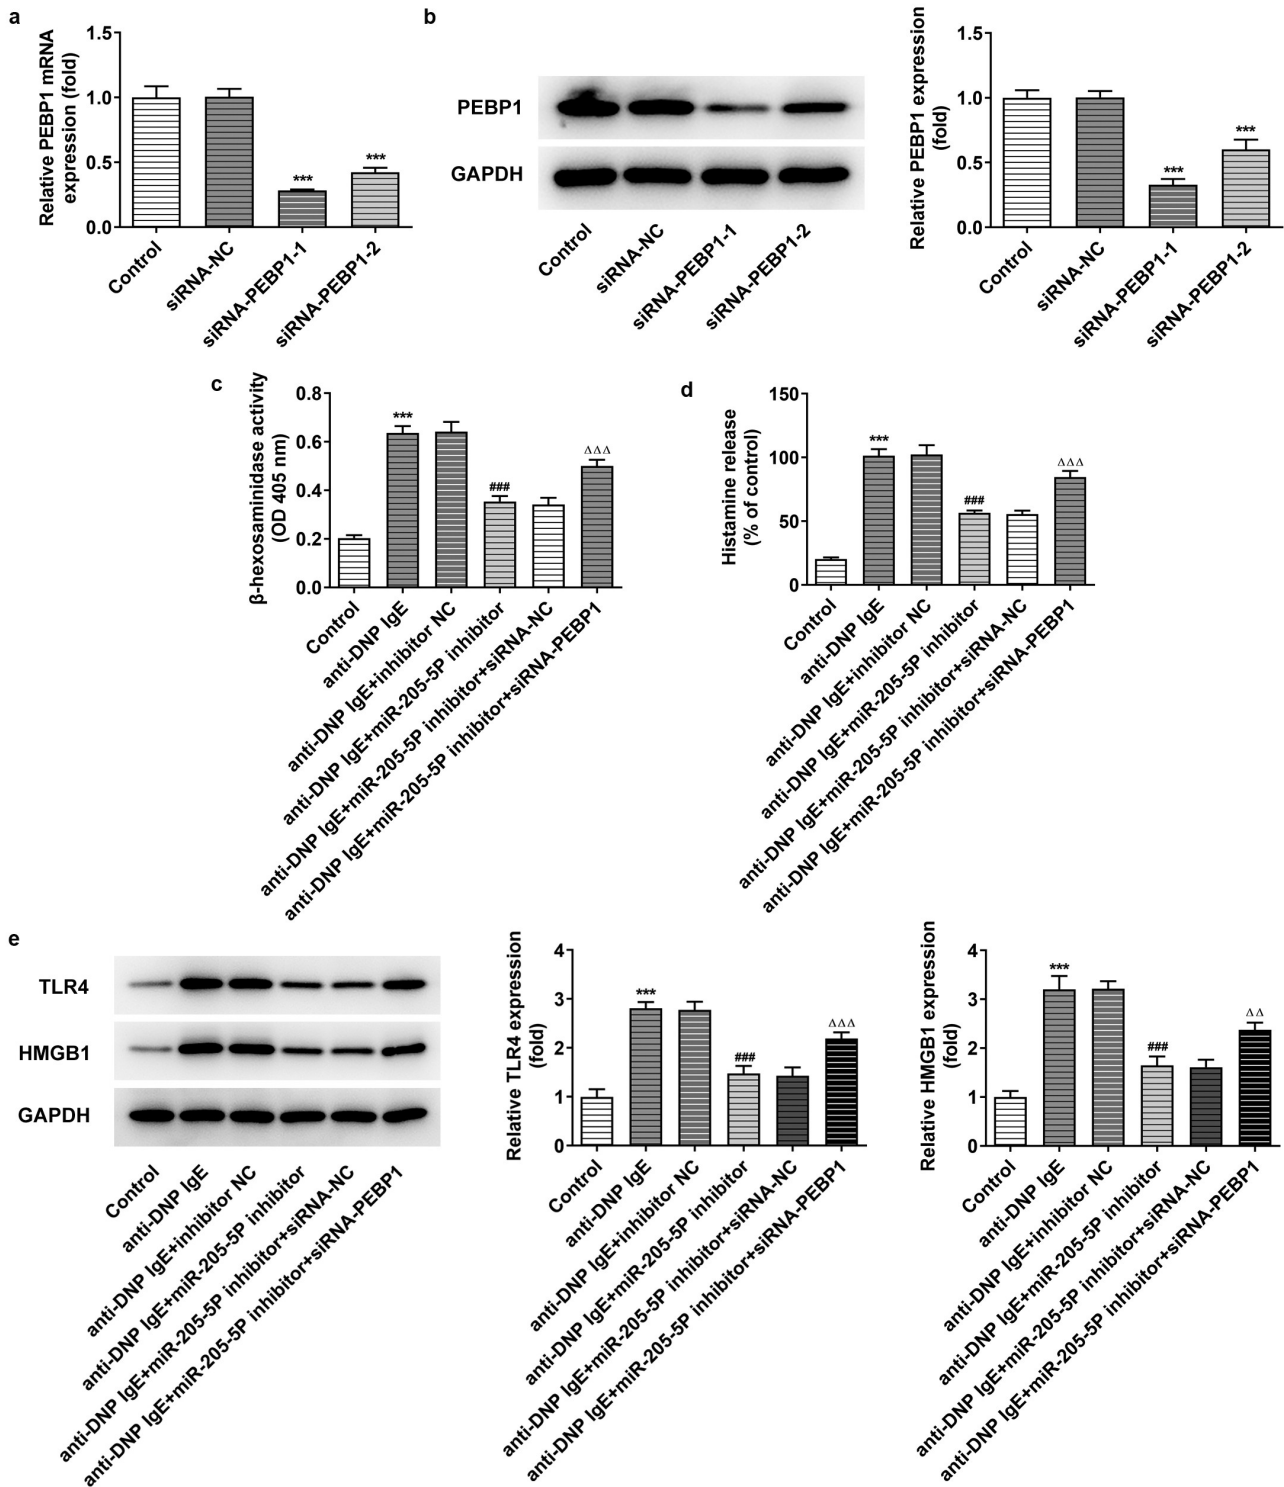 a
Relative PEBP1 mRNA
expression (fold)
1.5
1.0
0.5
0.0
***
***
Control
siRNA-NC
siRNA-PEBP1-1
siRNA-PEBP1-2
b
PEBP1
GAPDH
Control
siRNA-NC
siRNA-PEBP1-1
siRNA-PEBP1-2
Relative PEBP1 expression
(fold)
1.5
1.0
0.5
0.0
***
***
Control
siRNA-NC
siRNA-PEBP1-1
siRNA-PEBP1-2
c
β-hexosaminidase activity
(OD 405 nm)
0.8
0.6
0.4
0.2
0.0
***
###
ΔΔΔ
Control
anti-DNP IgE
anti-DNP IgE+inhibitor NC
anti-DNP IgE+miR-205-5P inhibitor
anti-DNP IgE+miR-205-5P inhibitor+siRNA-NC
anti-DNP IgE+miR-205-5P inhibitor+siRNA-PEBP1
d
Histamine release
(% of control)
150
100
50
0
***
###
ΔΔΔ
Control
anti-DNP IgE
anti-DNP IgE+inhibitor NC
anti-DNP IgE+miR-205-5P inhibitor
anti-DNP IgE+miR-205-5P inhibitor+siRNA-NC
anti-DNP IgE+miR-205-5P inhibitor+siRNA-PEBP1
e
TLR4
HMGB1
GAPDH
Control
anti-DNP IgE
anti-DNP IgE+inhibitor NC
anti-DNP IgE+miR-205-5P inhibitor
anti-DNP IgE+miR-205-5P inhibitor+siRNA-NC
anti-DNP IgE+miR-205-5P inhibitor+siRNA-PEBP1
Relative TLR4 expression
(fold)
4
3
2
1
0
***
###
ΔΔΔ
Control
anti-DNP IgE
anti-DNP IgE+inhibitor NC
anti-DNP IgE+miR-205-5P inhibitor
anti-DNP IgE+miR-205-5P inhibitor+siRNA-NC
anti-DNP IgE+miR-205-5P inhibitor+siRNA-PEBP1
Relative HMGB1 expression
(fold)
4
3
2
1
0
***
###
ΔΔ
Control
anti-DNP IgE
anti-DNP IgE+inhibitor NC
anti-DNP IgE+miR-205-5P inhibitor
anti-DNP IgE+miR-205-5P inhibitor+siRNA-NC
anti-DNP IgE+miR-205-5P inhibitor+siRNA-PEBP1